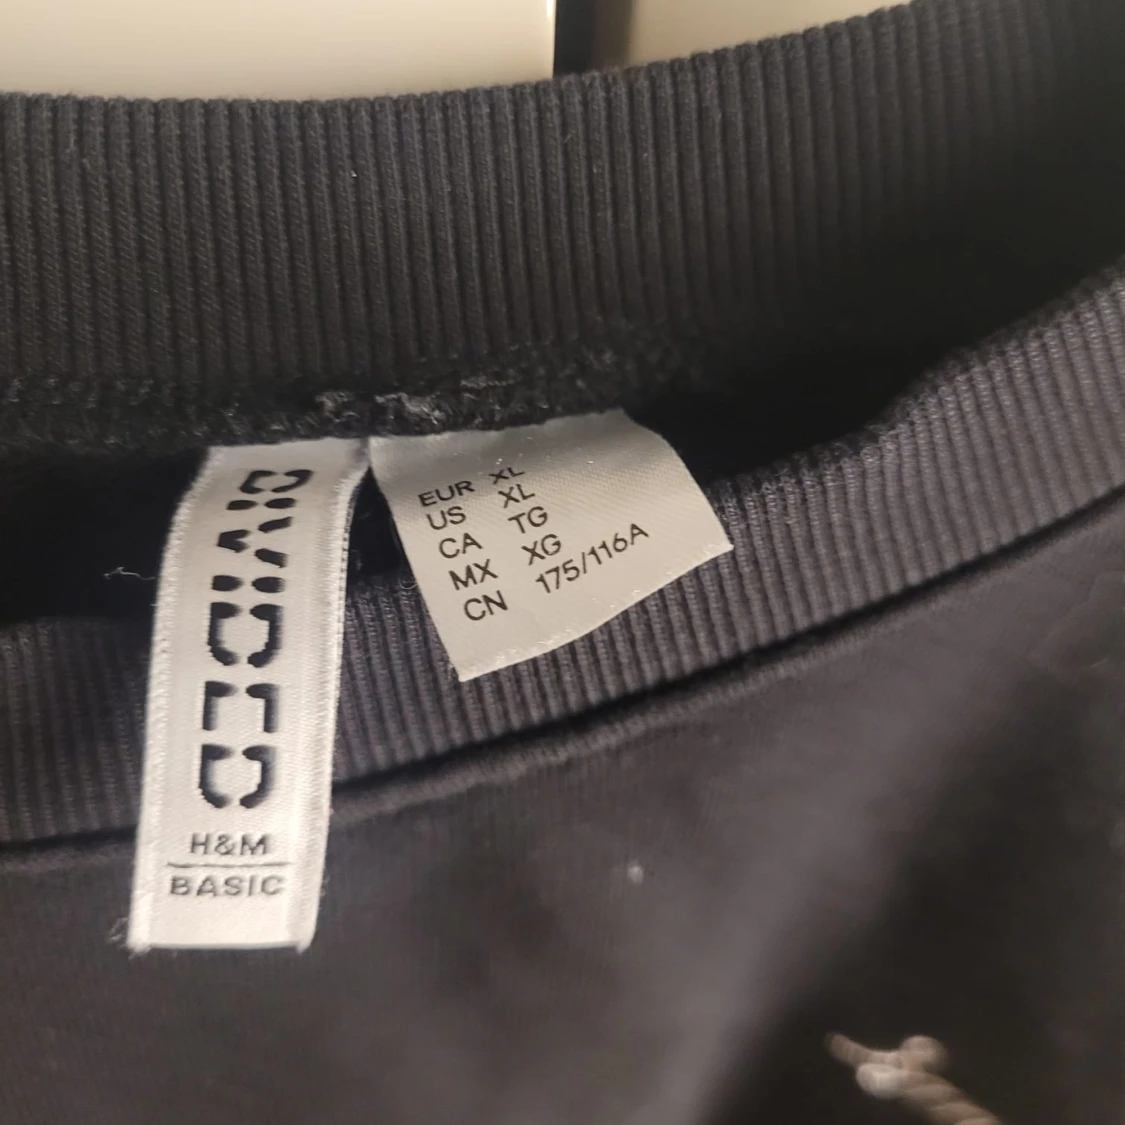 DIVIDED
H&M
BASIC
EUR XL
US XL
CA TG
MX XG
CN 175/116A